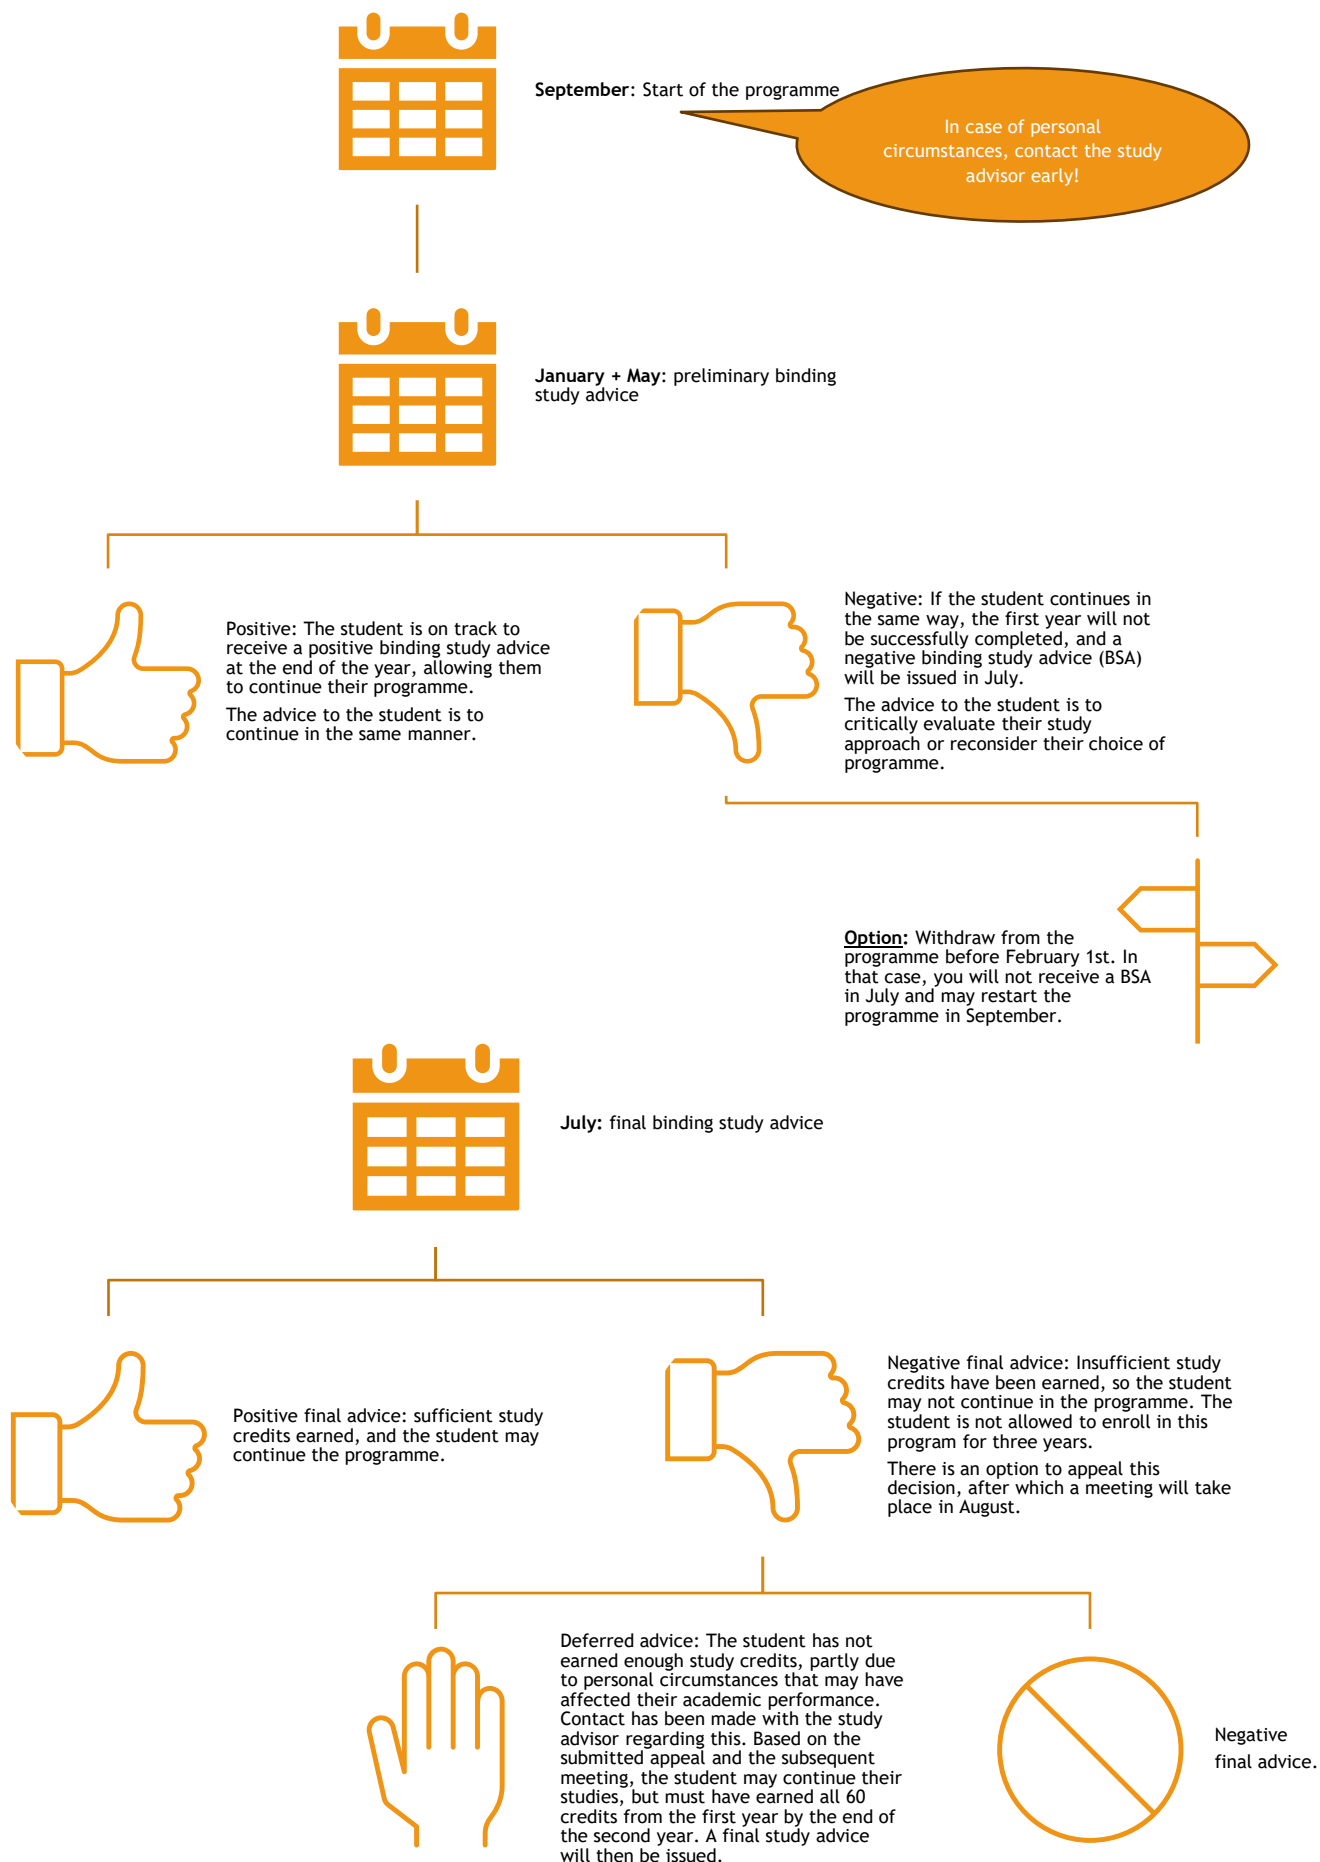 September: Start of the programme
In case of personal
circumstances, contact the study
advisor early!
January + May: preliminary binding
study advice
Positive: The student is on track to
receive a positive binding study advice
at the end of the year, allowing them
to continue their programme.
The advice to the student is to
continue in the same manner.
Negative: If the student continues in
the same way, the first year will not
be successfully completed, and a
negative binding study advice (BSA)
will be issued in July.
The advice to the student is to
critically evaluate their study
approach or reconsider their choice of
programme.
Option: Withdraw from the
programme before February 1st. In
that case, you will not receive a BSA
in July and may restart the
programme in September.
July: final binding study advice
Positive final advice: sufficient study
credits earned, and the student may
continue the programme.
Negative final advice: Insufficient study
credits have been earned, so the student
may not continue in the programme. The
student is not allowed to enroll in this
program for three years.
There is an option to appeal this
decision, after which a meeting will take
place in August.
Deferred advice: The student has not
earned enough study credits, partly due
to personal circumstances that may have
affected their academic performance.
Contact has been made with the study
advisor regarding this. Based on the
submitted appeal and the subsequent
meeting, the student may continue their
studies, but must have earned all 60
credits from the first year by the end of
the second year. A final study advice
will then be issued.
Negative
final advice.